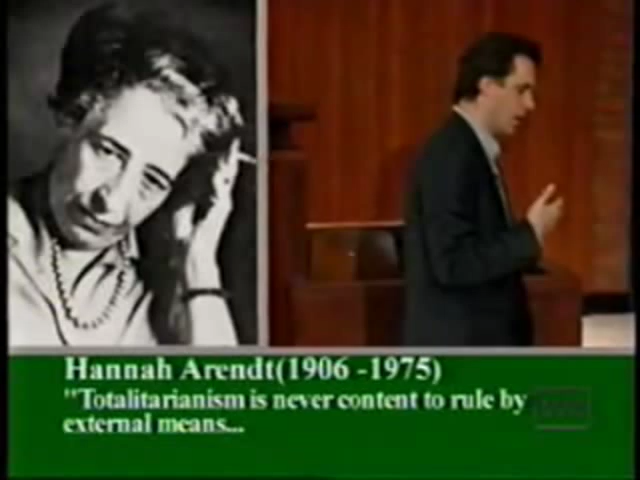 Hannah Arendt(1906 -1975)
"Totalitarianism is never content to rule by
external means...